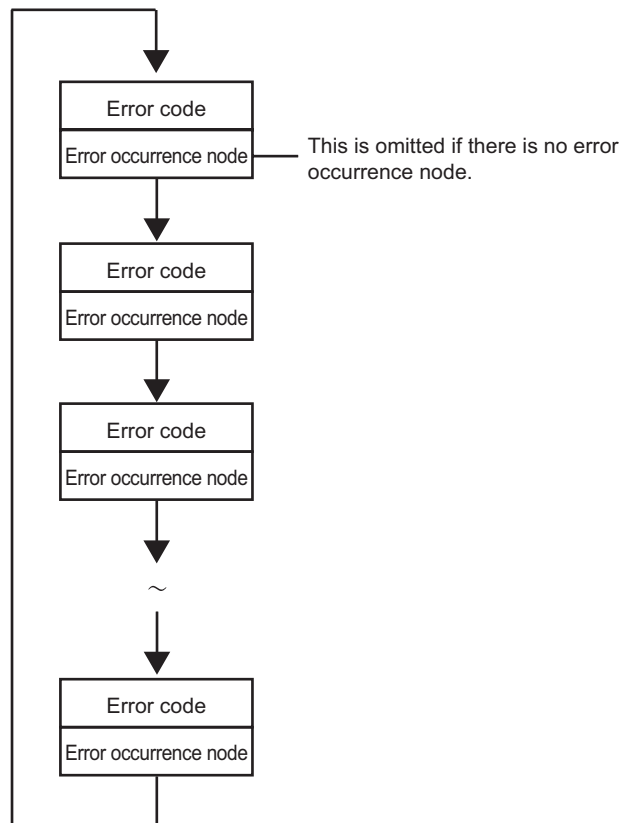 Error code
Error occurrence node
This is omitted if there is no error
occurrence node.
Error code
Error occurrence node
Error code
Error occurrence node
~
Error code
Error occurrence node